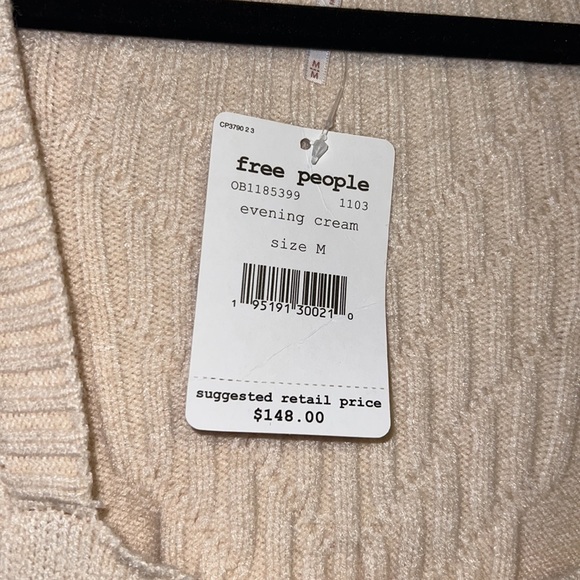 M
M
CP3790 2 3
free people
OB1185399 1103
evening cream
size M
1 95191 30021 0
suggested retail price
$148.00